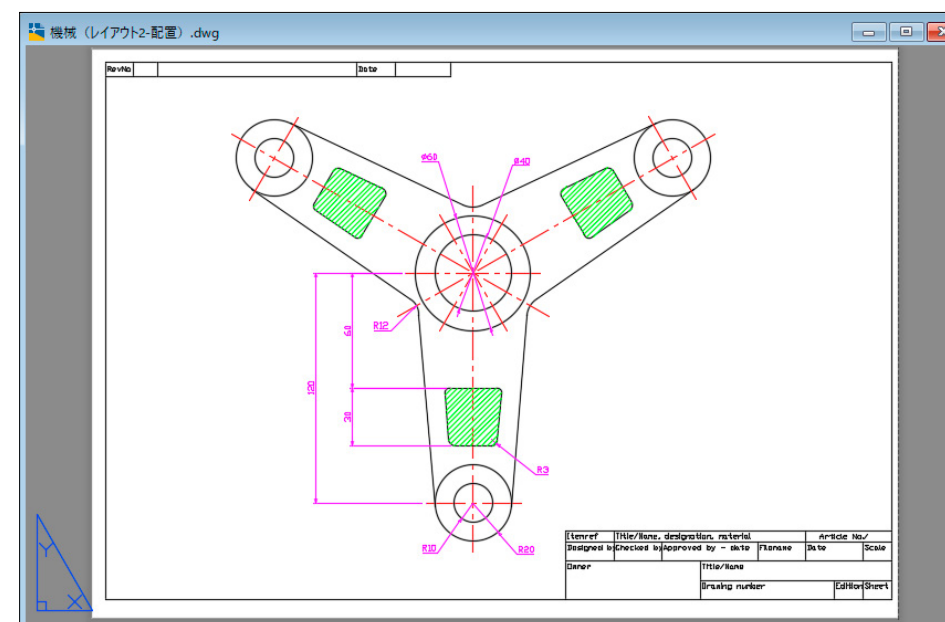 機械（レイアウト2-配置）.dwg
RevNo Date
ø60 ø40
R12
60
120
30
R3
R10 R20
Itemref Title/Name, designation, material Article No./
Designed by Checked by Approved by - date Filename Date Scale
Owner Title/Name
Drawing number Edition Sheet
Y
X